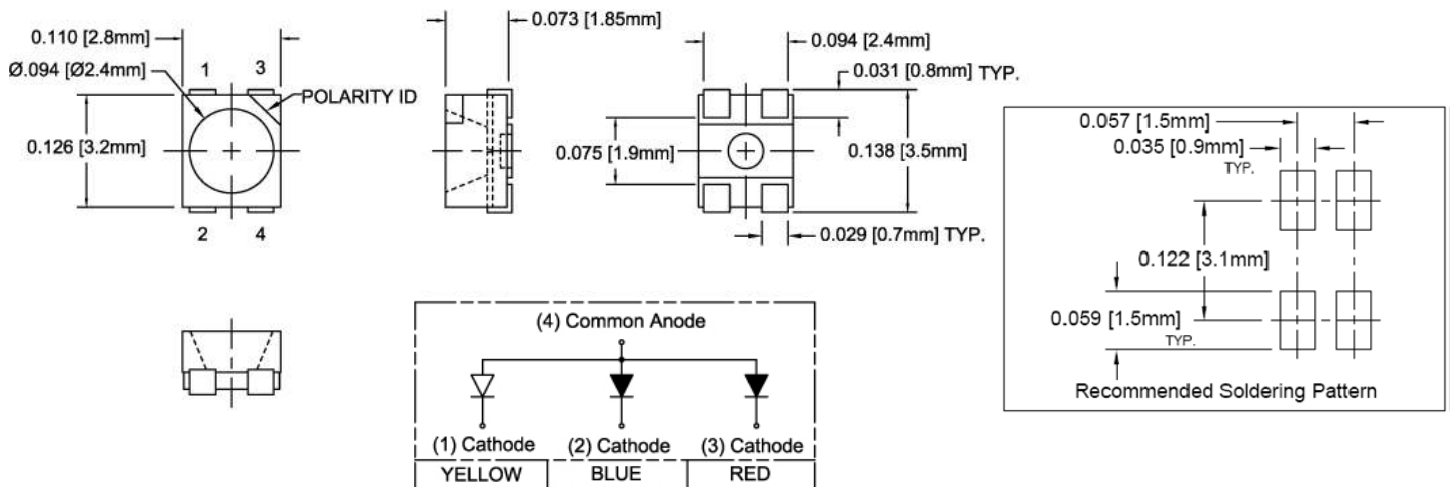 0.110 [2.8mm]
Ø.094 [Ø2.4mm]
1 3
POLARITY ID
0.126 [3.2mm]
2 4
0.073 [1.85mm]
0.094 [2.4mm]
0.031 [0.8mm] TYP.
0.075 [1.9mm]
0.138 [3.5mm]
0.029 [0.7mm] TYP.
0.057 [1.5mm]
0.035 [0.9mm]
TYP.
0.122 [3.1mm]
0.059 [1.5mm]
TYP.
Recommended Soldering Pattern
(4) Common Anode
(1) Cathode (2) Cathode (3) Cathode
YELLOW BLUE RED